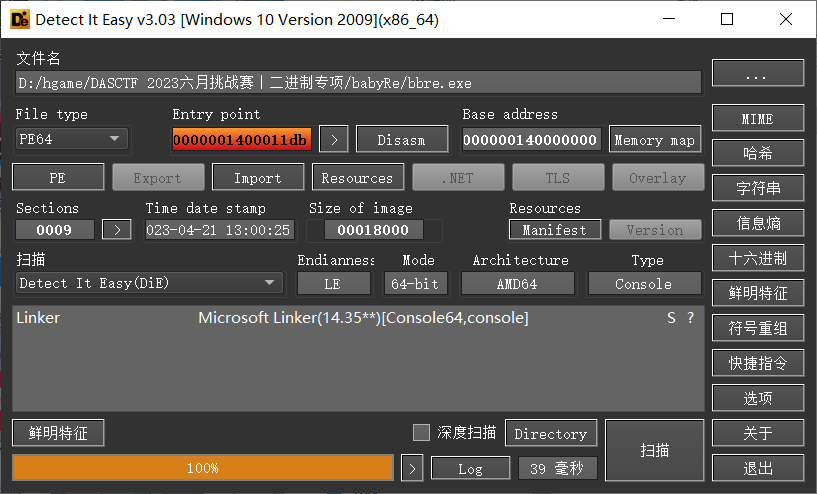 Detect It Easy v3.03 [Windows 10 Version 2009](x86_64)
文件名
D:/hgame/DASCTF 2023六月挑战赛丨二进制专项/babyRe/bbre.exe
...
File type
Entry point
Base address
PE64
0000001400011db
>
Disasm
000000140000000
Memory map
MIME
PE
Export
Import
Resources
.NET
TLS
Overlay
哈希
字符串
Sections
Time date stamp
Size of image
Resources
0009
>
023-04-21 13:00:25
00018000
Manifest
Version
信息熵
扫描
Endianness
Mode
Architecture
Type
十六进制
Detect It Easy(DiE)
LE
64-bit
AMD64
Console
鲜明特征
Linker
Microsoft Linker(14.35**)[Console64,console]
S ?
符号重组
快捷指令
选项
鲜明特征
深度扫描
Directory
扫描
关于
100%
>
Log
39 毫秒
退出